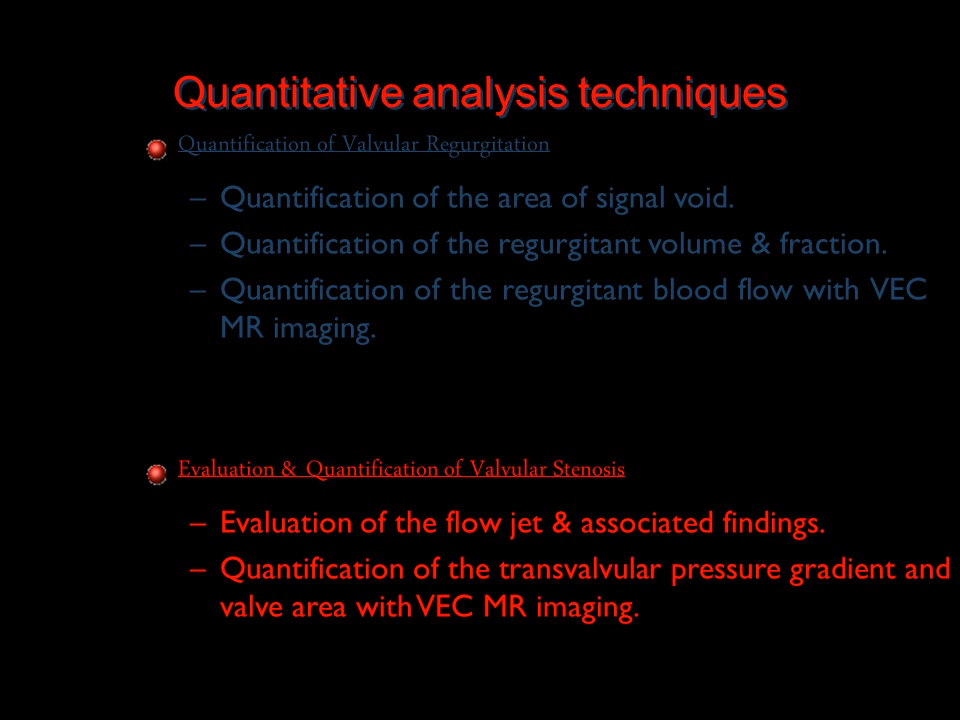 Quantitative analysis techniques
Quantification of Valvular Regurgitation
– Quantification of the area of signal void.
– Quantification of the regurgitant volume & fraction.
– Quantification of the regurgitant blood flow with VEC
MR imaging.
Evaluation & Quantification of Valvular Stenosis
– Evaluation of the flow jet & associated findings.
– Quantification of the transvalvular pressure gradient and
valve area with VEC MR imaging.